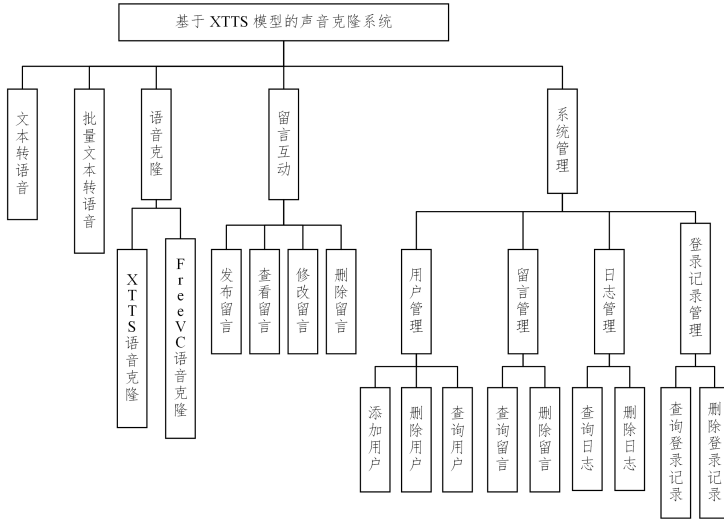 基于 XTTS 模型的声音克隆系统
文本转语音
批量文本转语音
语音克隆
留言互动
系统管理
XTTS语音克隆
FreeVC语音克隆
发布留言
查看留言
修改留言
删除留言
用户管理
留言管理
日志管理
登录记录管理
添加用户
删除用户
查询用户
查询留言
删除留言
查询日志
删除日志
查询登录记录
删除登录记录